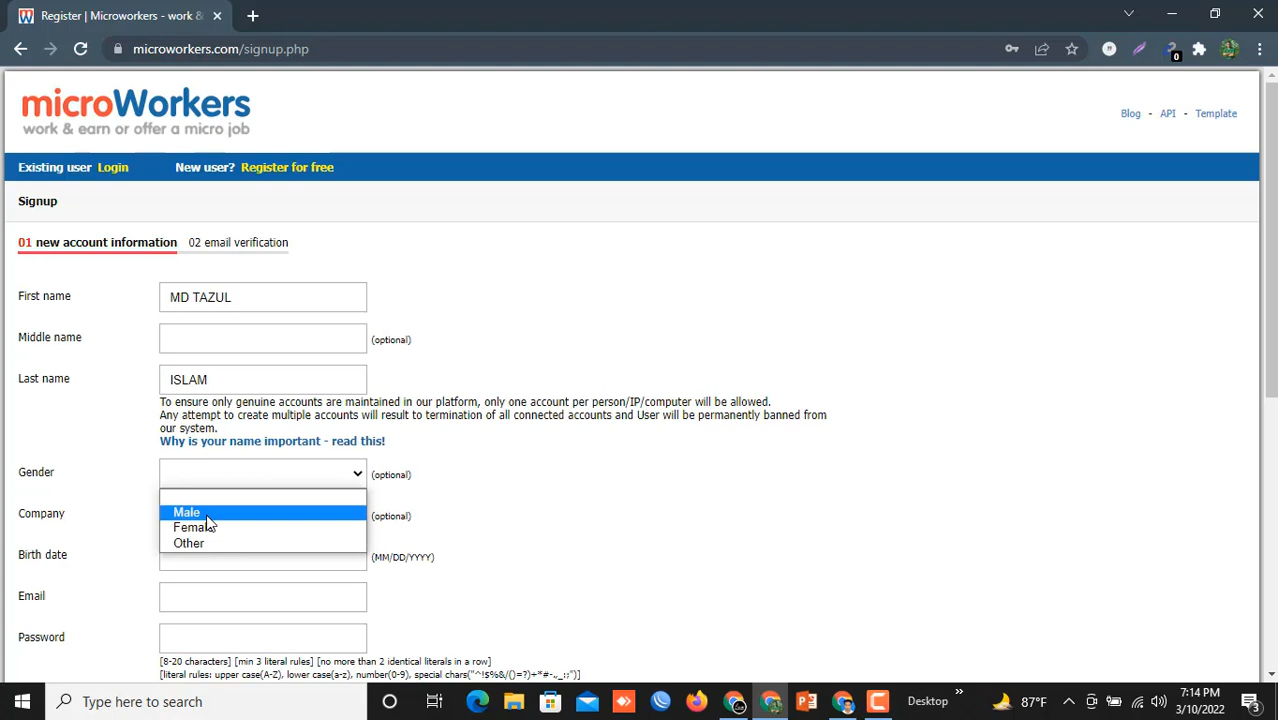 Register | Microworkers - work &
microworkers.com/signup.php
0
microWorkers
work & earn or offer a micro job
Blog - API - Template
Existing user Login New user? Register for free
Signup
01 new account information 02 email verification
First name MD TAZUL
Middle name (optional)
Last name ISLAM
To ensure only genuine accounts are maintained in our platform, only one account per person/IP/computer will be allowed.
Any attempt to create multiple accounts will result to termination of all connected accounts and User will be permanently banned from
our system.
Why is your name important - read this!
Gender (optional)
Male
Company (optional)
Female
Other
Birth date (MM/DD/YYYY)
Email
Password
[8-20 characters] [min 3 literal rules] [no more than 2 identical literals in a row]
Type here to search
Desktop
87°F
7:14 PM
3/10/2022
3